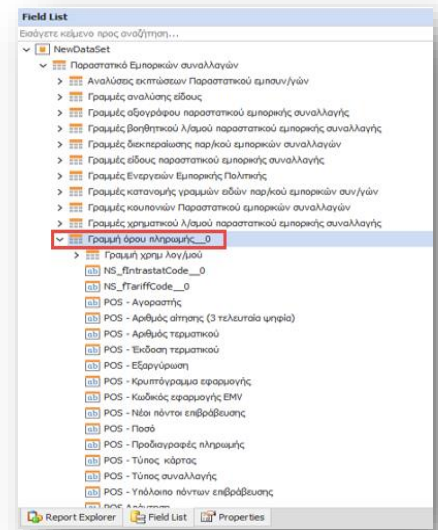 Field List
Εισάγετε κείμενο προς αναζήτηση...
NewDataSet
Παραστατικό Εμπορικών συναλλαγών
Αναλύσεις εκπτώσεων Παραστατικού εμπσυν/γών
Γραμμές αναλύσης είδους
Γραμμές αξιογράφου παραστατικού εμπορικής συναλλαγής
Γραμμές βοηθητικού λ/σμού παραστατικού εμπορικής συναλλαγής
Γραμμές διεκπεραίωσης παρ/κού εμπορικών συναλλαγών
Γραμμές είδους παραστατικού εμπορικής συναλλαγής
Γραμμές Ενεργειών Εμπορικής Πολιτικής
Γραμμές κατανομής γραμμών ειδών παρ/κού εμπορικών συν/γών
Γραμμές κουπονιών Παραστατικού Εμπορικών συναλλαγών
Γραμμές χρηματικού λ/σμού παραστατικού εμπορικής συναλλαγής
Γραμμή όρου πληρωμής__0
Γραμμή χρημ λογ/μού
NS_fIntrastatCode__0
NS_fTariffCode__0
POS - Αγοραστής
POS - Αριθμός αίτησης (3 τελευταία ψηφία)
POS - Αριθμός τερματικού
POS - Έκδοση τερματικού
POS - Εξαργύρωση
POS - Κρυπτόγραμμα εφαρμογής
POS - Κωδικός εφαρμογής EMV
POS - Νέοι πόντοι επιβράβευσης
POS - Ποσό
POS - Προδιαγραφές πληρωμής
POS - Τύπος κάρτας
POS - Τύπος συναλλαγής
POS - Υπόλοιπο πόντων επιβράβευσης
Report Explorer Field List Properties